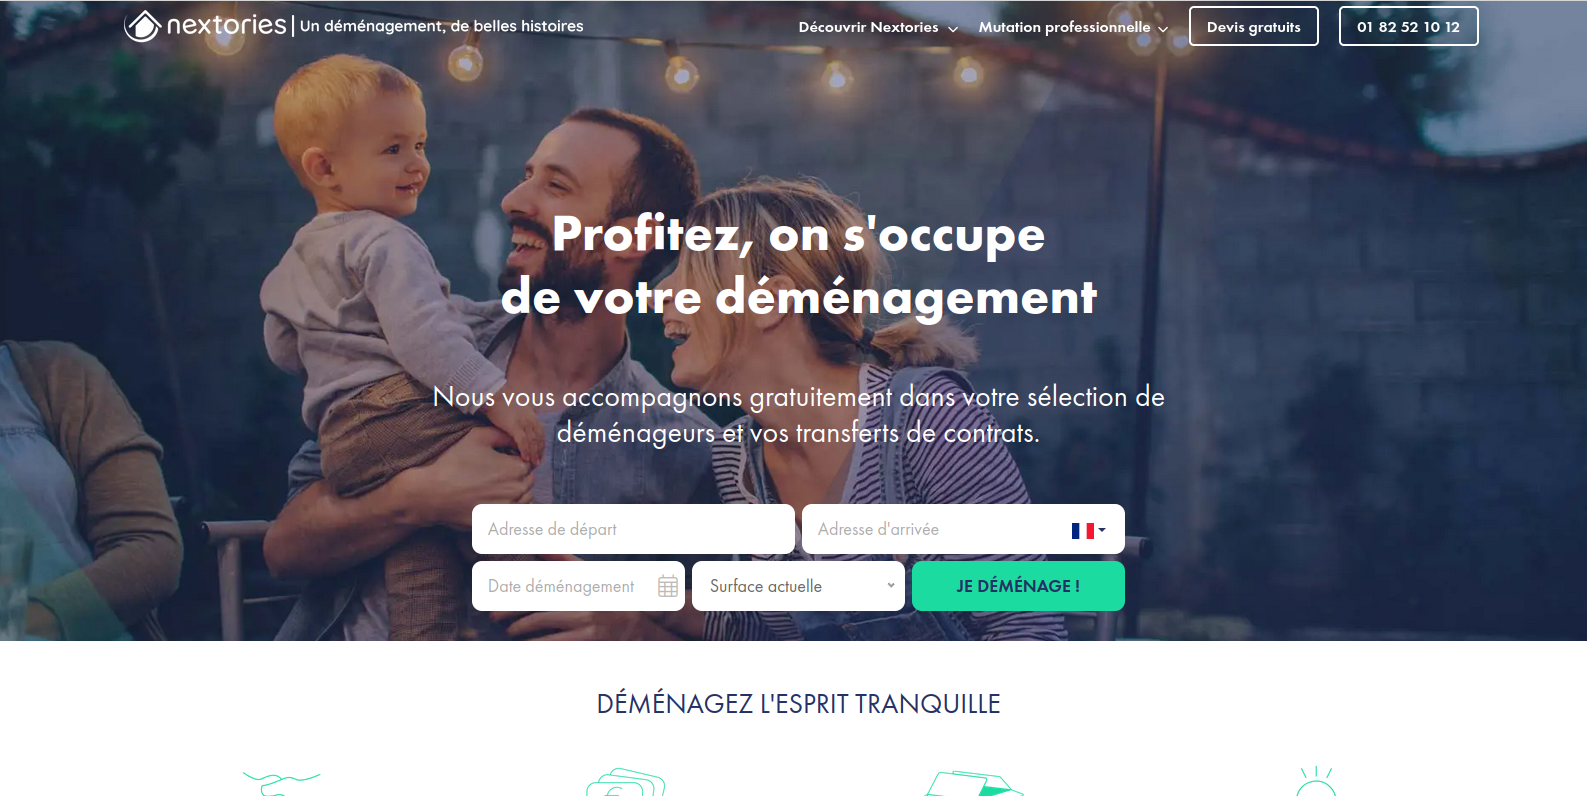 nextories | Un déménagement, de belles histoires
Découvrir Nextories
Mutation professionnelle
Devis gratuits
01 82 52 10 12
Profitez, on s'occupe
de votre déménagement
Nous vous accompagnons gratuitement dans votre sélection de
déménageurs et vos transferts de contrats.
Adresse de départ
Adresse d'arrivée
Date déménagement
Surface actuelle
JE DÉMÉNAGE !
DÉMÉNAGEZ L'ESPRIT TRANQUILLE